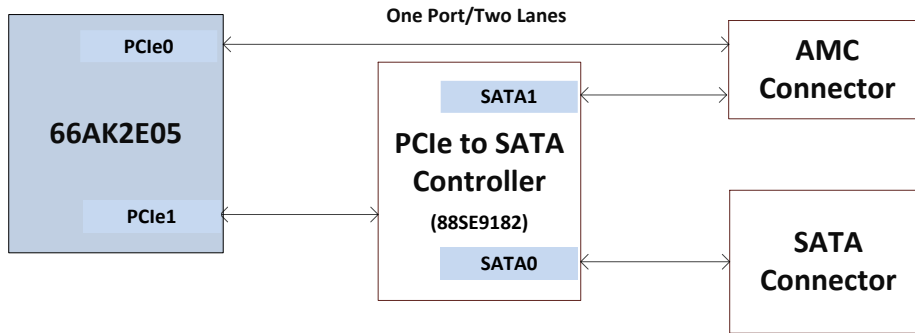 One Port/Two Lanes
PCIe0
AMC
Connector
66AK2E05
SATA1
PCIe to SATA
Controller
(88SE9182)
PCIe1
SATA0
SATA
Connector